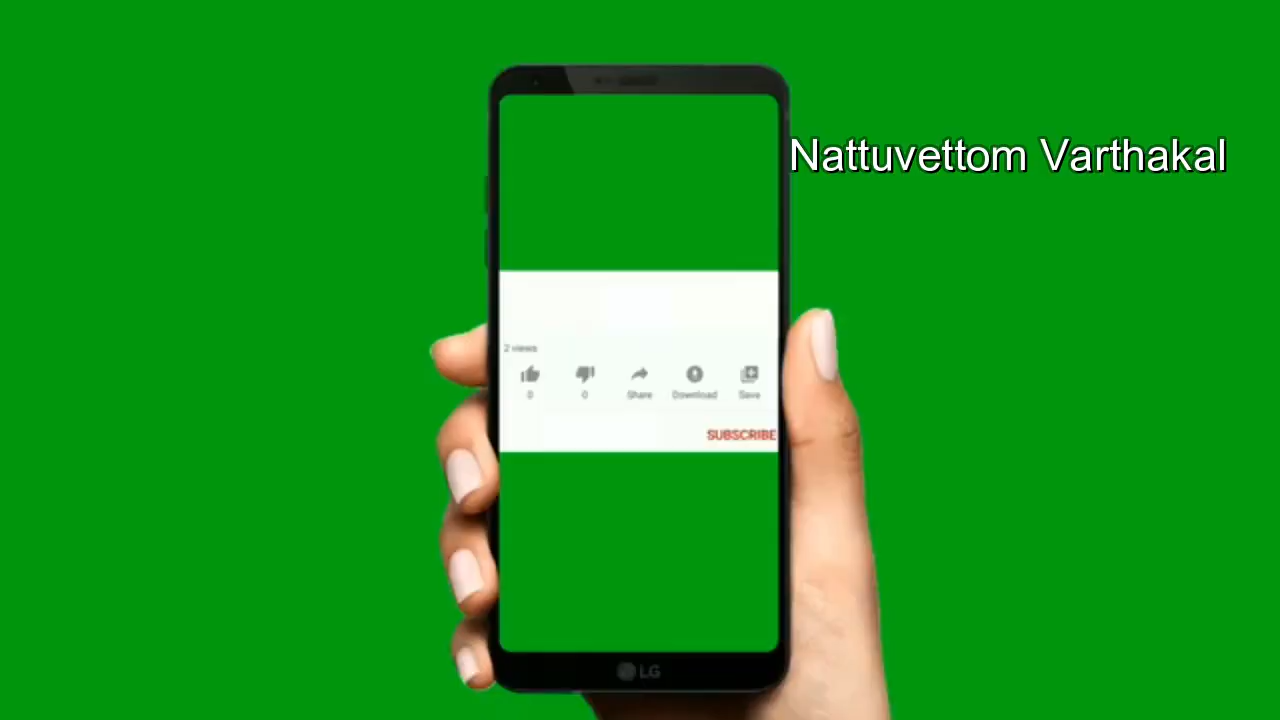 Nattuvettom Varthakal
2 views
0 0 Share Download Save
SUBSCRIBE
LG